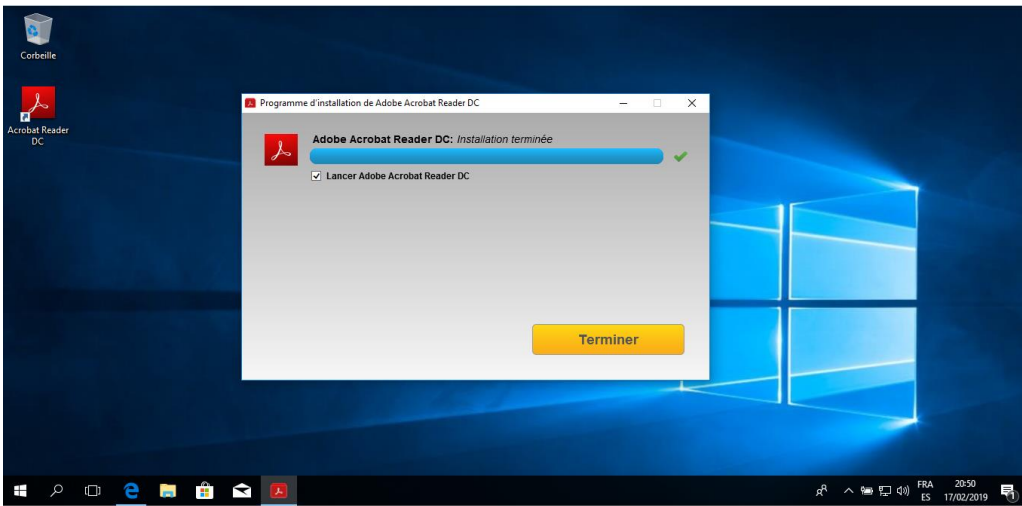 Corbeille
Acrobat Reader
DC
Programme d'installation de Adobe Acrobat Reader DC
Adobe Acrobat Reader DC: Installation terminée
Lancer Adobe Acrobat Reader DC
Terminer
FRA
ES
20:50
17/02/2019
1